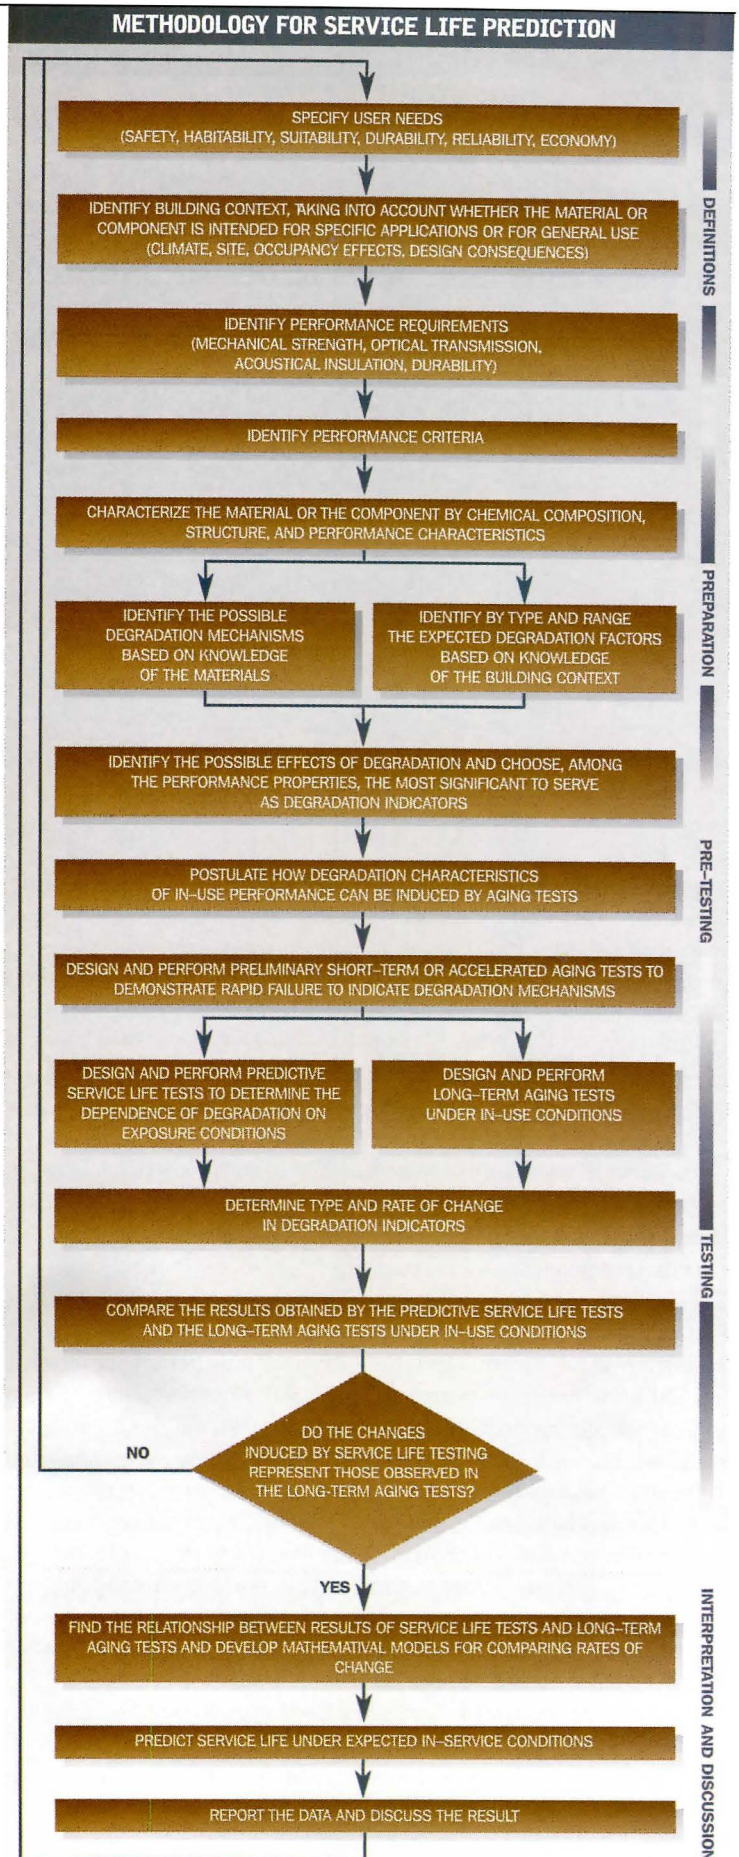 METHODOLOGY FOR SERVICE LIFE PREDICTION
SPECIFY USER NEEDS
(SAFETY, HABITABILITY, SUITABILITY, DURABILITY, RELIABILITY, ECONOMY)
IDENTIFY BUILDING CONTEXT, TAKING INTO ACCOUNT WHETHER THE MATERIAL OR
COMPONENT IS INTENDED FOR SPECIFIC APPLICATIONS OR FOR GENERAL USE
(CLIMATE, SITE, OCCUPANCY EFFECTS, DESIGN CONSEQUENCES)
DEFINITIONS
IDENTIFY PERFORMANCE REQUIREMENTS
(MECHANICAL STRENGTH, OPTICAL TRANSMISSION,
ACOUSTICAL INSULATION, DURABILITY)
IDENTIFY PERFORMANCE CRITERIA
CHARACTERIZE THE MATERIAL OR THE COMPONENT BY CHEMICAL COMPOSITION,
STRUCTURE, AND PERFORMANCE CHARACTERISTICS
IDENTIFY THE POSSIBLE
DEGRADATION MECHANISMS
BASED ON KNOWLEDGE
OF THE MATERIALS
IDENTIFY BY TYPE AND RANGE
THE EXPECTED DEGRADATION FACTORS
BASED ON KNOWLEDGE
OF THE BUILDING CONTEXT
PREPARATION
IDENTIFY THE POSSIBLE EFFECTS OF DEGRADATION AND CHOOSE, AMONG
THE PERFORMANCE PROPERTIES, THE MOST SIGNIFICANT TO SERVE
AS DEGRADATION INDICATORS
POSTULATE HOW DEGRADATION CHARACTERISTICS
OF IN–USE PERFORMANCE CAN BE INDUCED BY AGING TESTS
PRE–TESTING
DESIGN AND PERFORM PRELIMINARY SHORT–TERM OR ACCELERATED AGING TESTS TO
DEMONSTRATE RAPID FAILURE TO INDICATE DEGRADATION MECHANISMS
DESIGN AND PERFORM PREDICTIVE
SERVICE LIFE TESTS TO DETERMINE THE
DEPENDENCE OF DEGRADATION ON
EXPOSURE CONDITIONS
DESIGN AND PERFORM
LONG–TERM AGING TESTS
UNDER IN–USE CONDITIONS
DETERMINE TYPE AND RATE OF CHANGE
IN DEGRADATION INDICATORS
TESTING
COMPARE THE RESULTS OBTAINED BY THE PREDICTIVE SERVICE LIFE TESTS
AND THE LONG–TERM AGING TESTS UNDER IN–USE CONDITIONS
DO THE CHANGES
INDUCED BY SERVICE LIFE TESTING
REPRESENT THOSE OBSERVED IN
THE LONG-TERM AGING TESTS?
NO
YES
FIND THE RELATIONSHIP BETWEEN RESULTS OF SERVICE LIFE TESTS AND LONG–TERM
AGING TESTS AND DEVELOP MATHEMATIVAL MODELS FOR COMPARING RATES OF
CHANGE
PREDICT SERVICE LIFE UNDER EXPECTED IN–SERVICE CONDITIONS
REPORT THE DATA AND DISCUSS THE RESULT
INTERPRETATION AND DISCUSSION